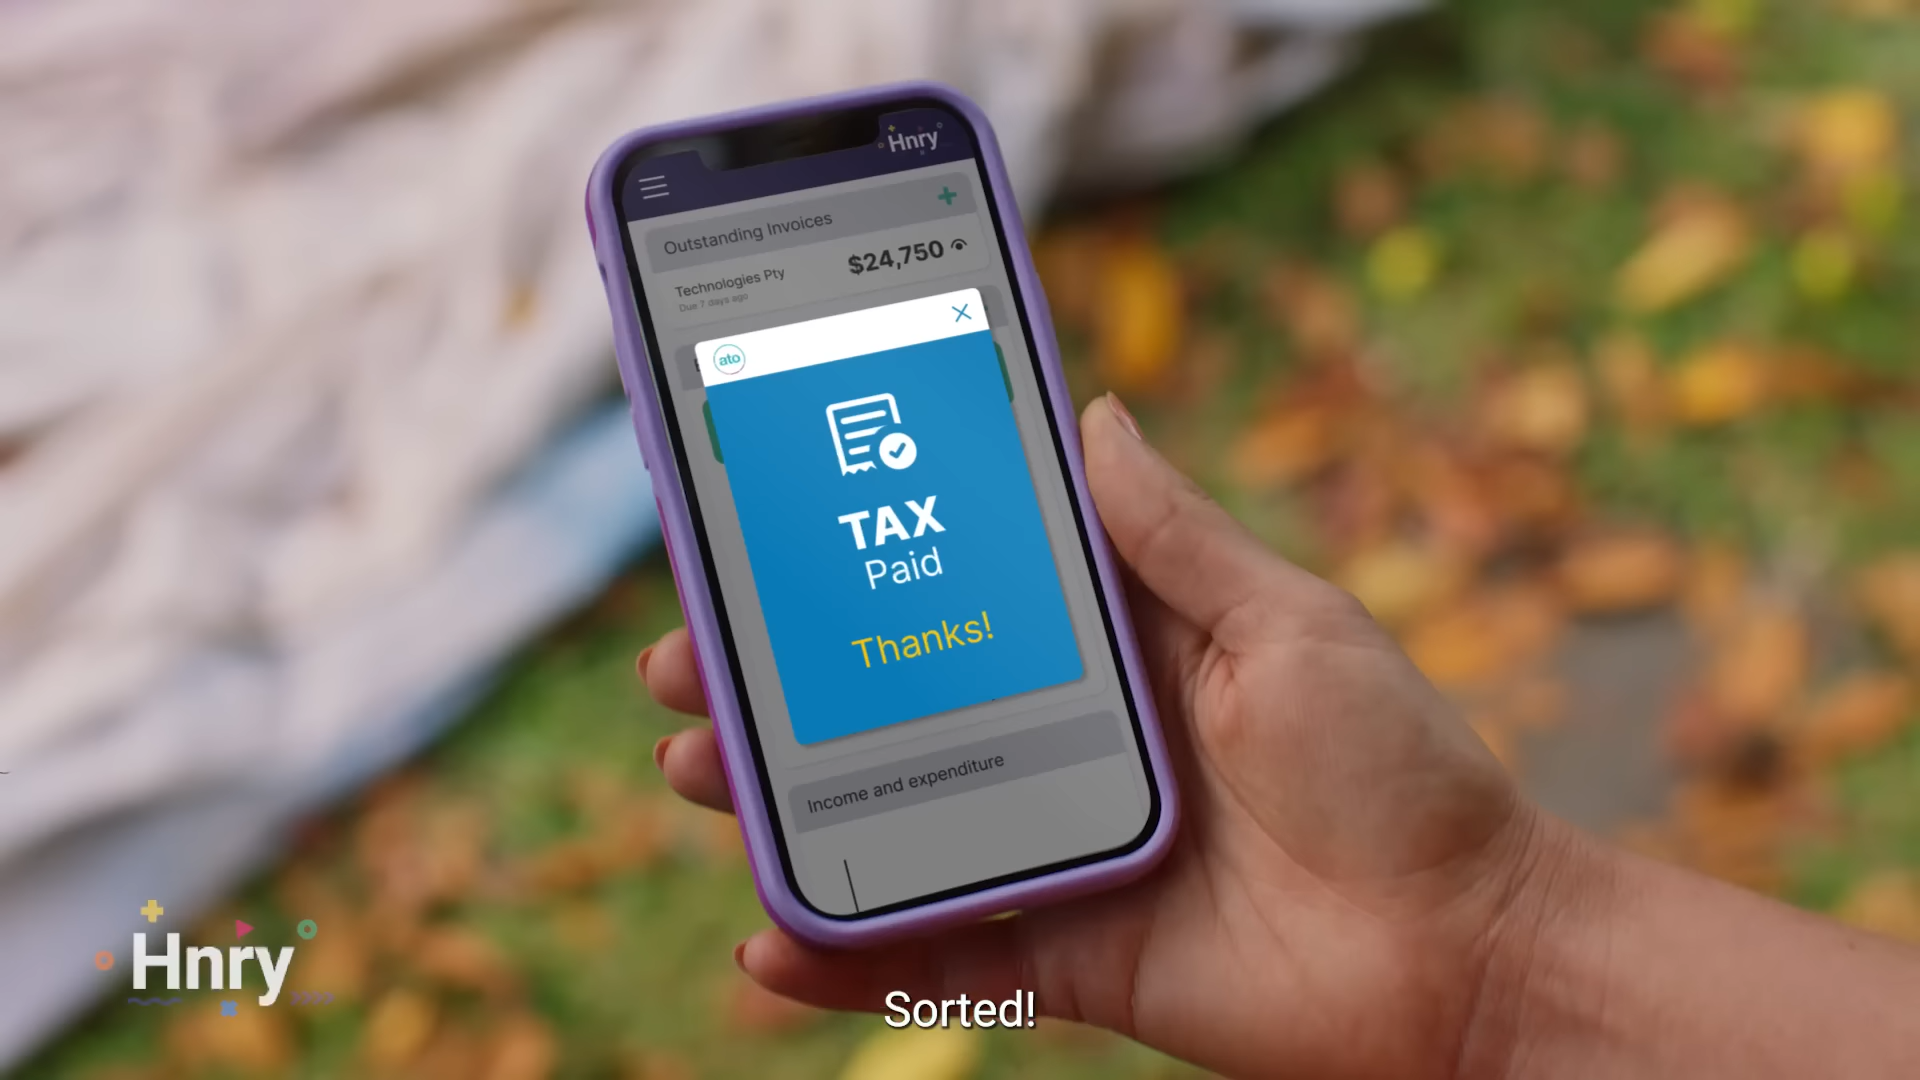 Hnry
Outstanding Invoices
Technologies Pty
$24,750
Due 7 days ago
ato
TAX
Paid
Thanks!
Income and expenditure
Hnry
Sorted!